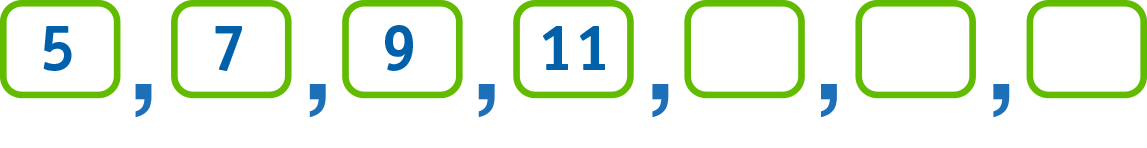 5 , 7 , 9 , 11 , , ,